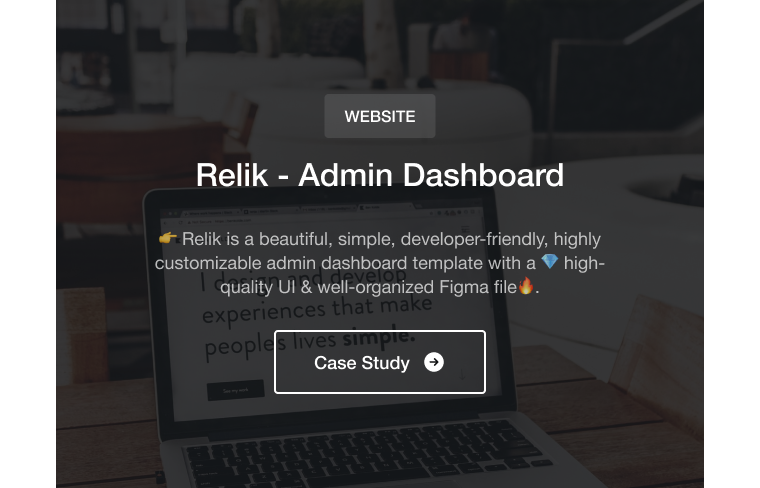 WEBSITE
Relik - Admin Dashboard
👉 Relik is a beautiful, simple, developer-friendly, highly
customizable admin dashboard template with a 💎 high-
quality UI & well-organized Figma file🔥.
I design and develop
experiences that make
people's lives simple.
Case Study